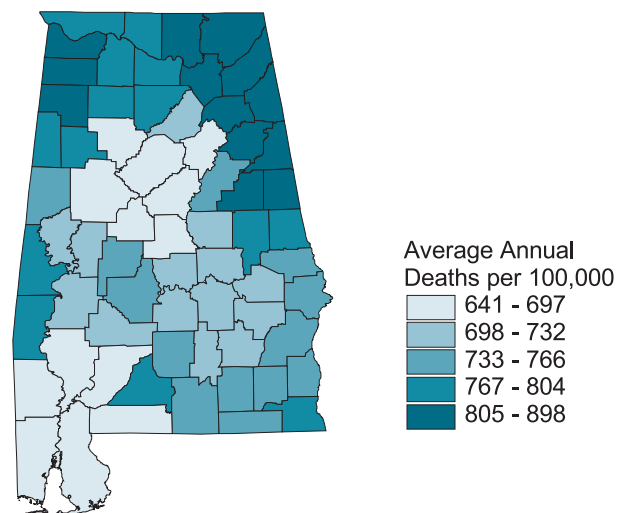 Average Annual
Deaths per 100,000
641 - 697
698 - 732
733 - 766
767 - 804
805 - 898